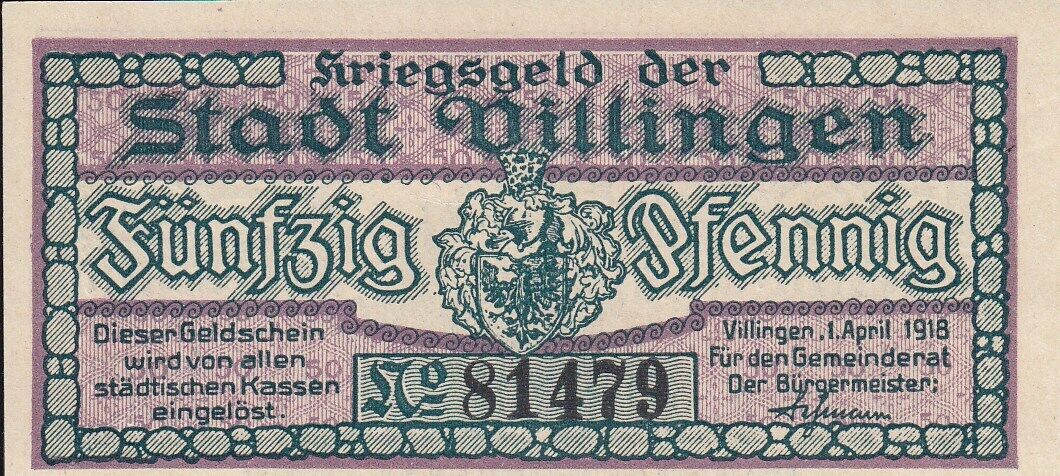 Kriegsgeld der
Stadt Villingen
Fünfzig Pfennig
Dieser Geldschein
wird von allen
städtischen Kassen
eingelöst.
No 81479
Villingen, 1. April 1918
Für den Gemeinderat
Der Bürgermeister: